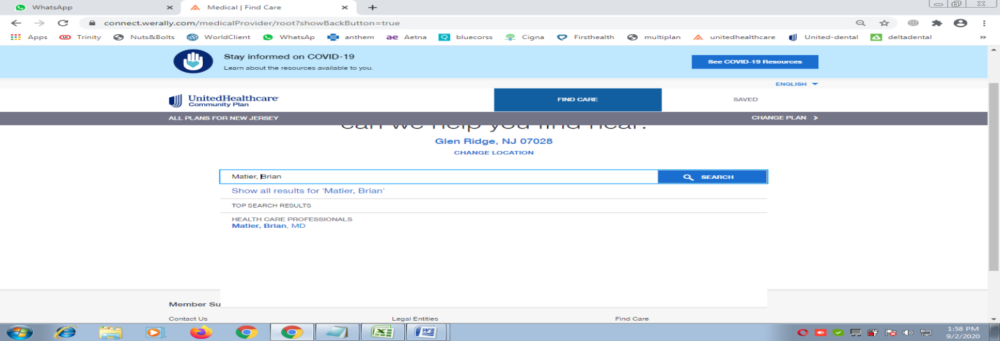 WhatsApp
Medical | Find Care
connect.werally.com/medicalProvider/root?showBackButton=true
Apps Trinity Nuts&Bolts WorldClient WhatsAp anthem ae Aetna bluecorss Cigna Firsthealth multiplan unitedhealthcare United-dental deltadental »
Stay informed on COVID-19
Learn about the resources available to you.
See COVID-19 Resources
ENGLISH
UnitedHealthcare
Community Plan
FIND CARE
SAVED
ALL PLANS FOR NEW JERSEY
CHANGE PLAN >
can we help you find near?
Glen Ridge, NJ 07028
CHANGE LOCATION
Matier, Brian
SEARCH
Show all results for 'Matier, Brian'
TOP SEARCH RESULTS
HEALTH CARE PROFESSIONALS
Matier, Brian, MD
Member Su
Contact Us
Legal Entities
Find Care
1:58 PM
9/2/2020